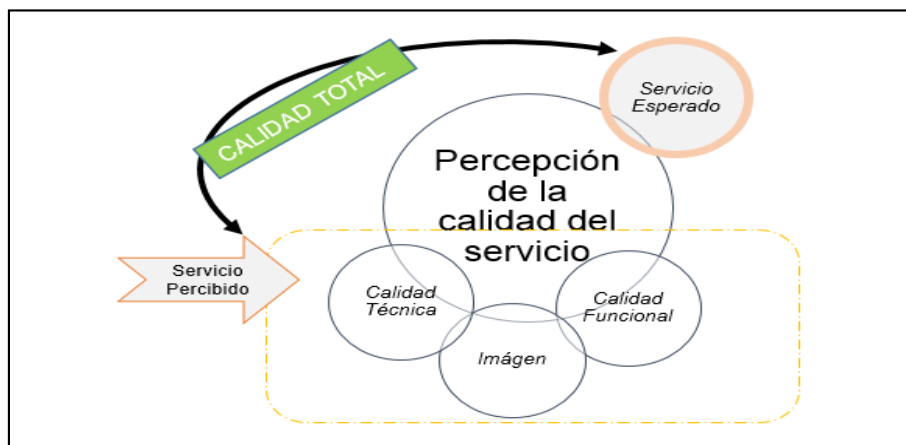 CALIDAD TOTAL
Servicio
Esperado
Percepción
de la
calidad del
servicio
Servicio
Percibido
Calidad
Técnica
Calidad
Funcional
Imágen